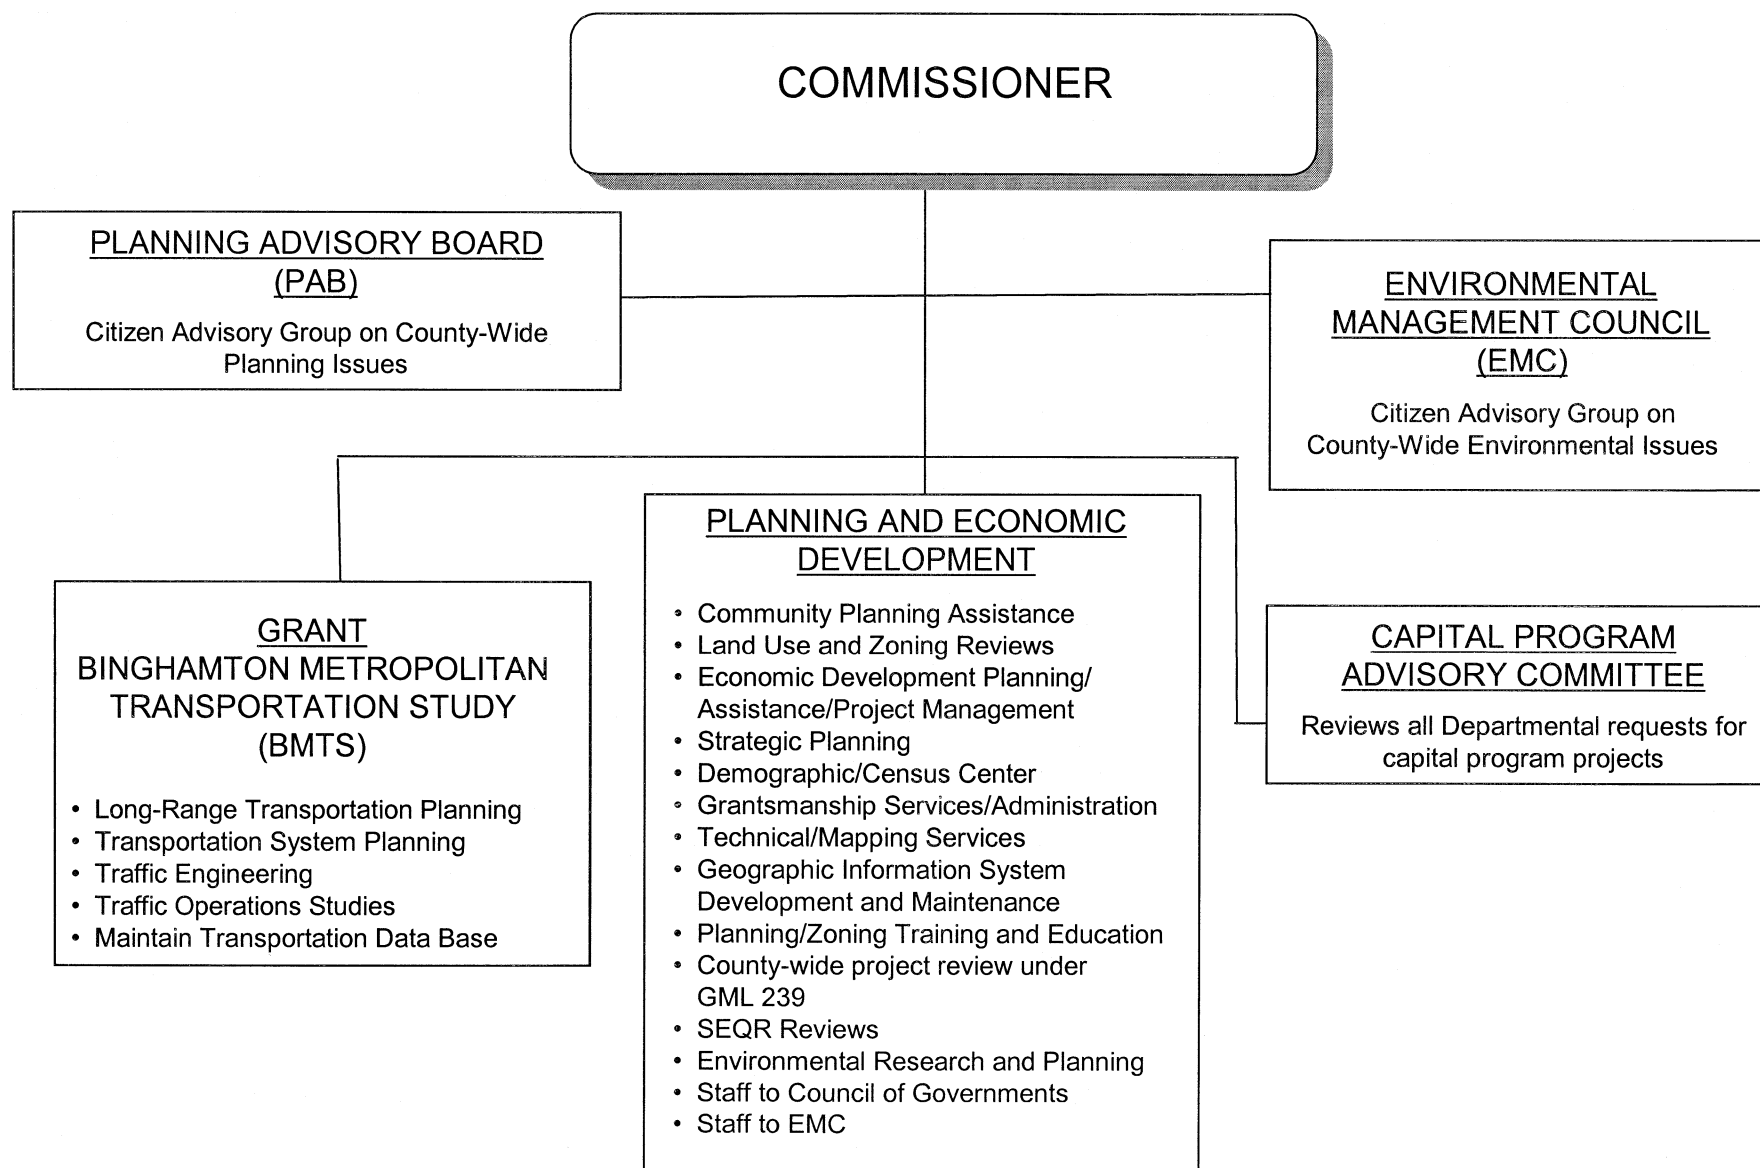 COMMISSIONER
PLANNING ADVISORY BOARD
(PAB)
Citizen Advisory Group on County-Wide
Planning Issues
ENVIRONMENTAL
MANAGEMENT COUNCIL
(EMC)
Citizen Advisory Group on
County-Wide Environmental Issues
GRANT
BINGHAMTON METROPOLITAN
TRANSPORTATION STUDY
(BMTS)
• Long-Range Transportation Planning
• Transportation System Planning
• Traffic Engineering
• Traffic Operations Studies
• Maintain Transportation Data Base
PLANNING AND ECONOMIC
DEVELOPMENT
• Community Planning Assistance
• Land Use and Zoning Reviews
• Economic Development Planning/
Assistance/Project Management
• Strategic Planning
• Demographic/Census Center
• Grantsmanship Services/Administration
• Technical/Mapping Services
• Geographic Information System
Development and Maintenance
• Planning/Zoning Training and Education
• County-wide project review under
GML 239
• SEQR Reviews
• Environmental Research and Planning
• Staff to Council of Governments
• Staff to EMC
CAPITAL PROGRAM
ADVISORY COMMITTEE
Reviews all Departmental requests for
capital program projects